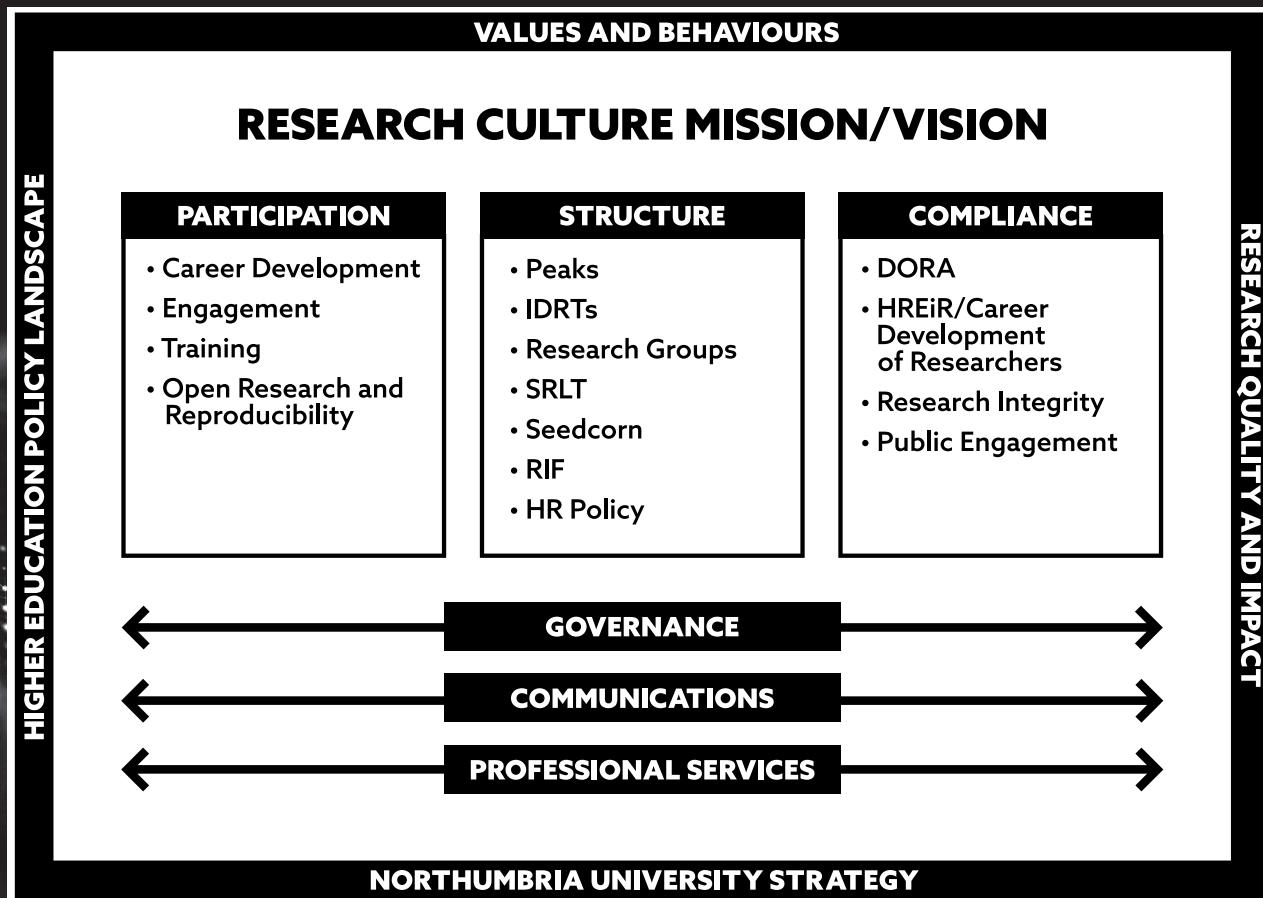 VALUES AND BEHAVIOURS
HIGHER EDUCATION POLICY LANDSCAPE
RESEARCH CULTURE MISSION/VISION
PARTICIPATION
• Career Development
• Engagement
• Training
• Open Research and
Reproducibility
STRUCTURE
• Peaks
• IDRTs
• Research Groups
• SRLT
• Seedcorn
• RIF
• HR Policy
COMPLIANCE
• DORA
• HREiR/Career
Development
of Researchers
• Research Integrity
• Public Engagement
GOVERNANCE
COMMUNICATIONS
PROFESSIONAL SERVICES
RESEARCH QUALITY AND IMPACT
NORTHUMBRIA UNIVERSITY STRATEGY